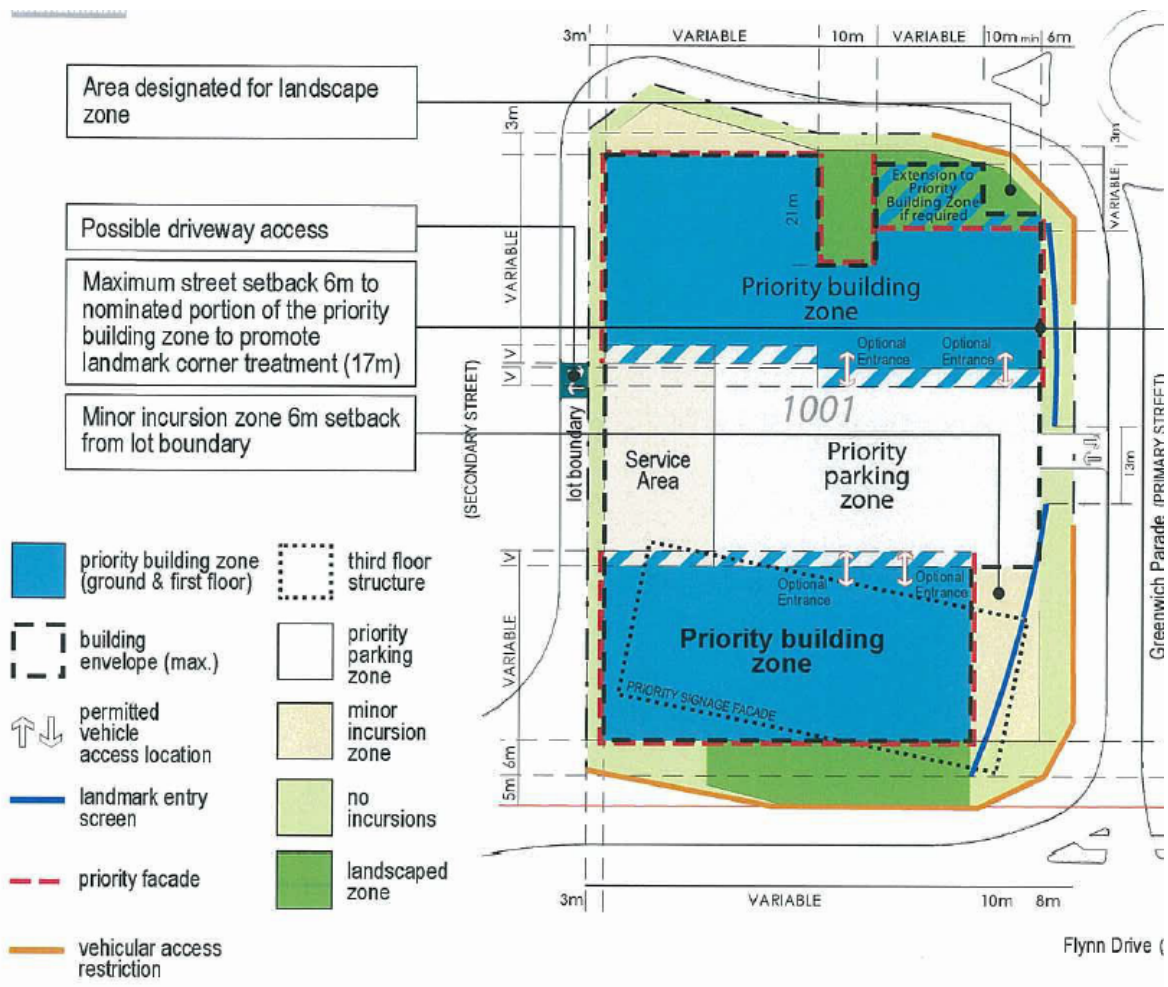 3m
VARIABLE
10m
VARIABLE
10m min
6m
Area designated for landscape
zone
3m
3m
VARIABLE
Extension to
Priority
Building Zone
if required
21m
Possible driveway access
VARIABLE
Maximum street setback 6m to
nominated portion of the priority
building zone to promote
landmark corner treatment (17m)
Priority building
zone
Optional
Entrance
Optional
Entrance
V
V
Minor incursion zone 6m setback
from lot boundary
1001
(SECONDARY STREET)
lot boundary
Service
Area
Priority
parking
zone
13m
Greenwich Parade (PRIMARY STREET)
V
Optional
Entrance
Optional
Entrance
VARIABLE
Priority building
zone
PRIORITY SIGNAGE FACADE
6m
5m
3m
VARIABLE
10m
8m
Flynn Drive (
priority building zone
(ground & first floor)
building
envelope (max.)
permitted
vehicle
access location
landmark entry
screen
priority facade
vehicular access
restriction
third floor
structure
priority
parking
zone
minor
incursion
zone
no
incursions
landscaped
zone